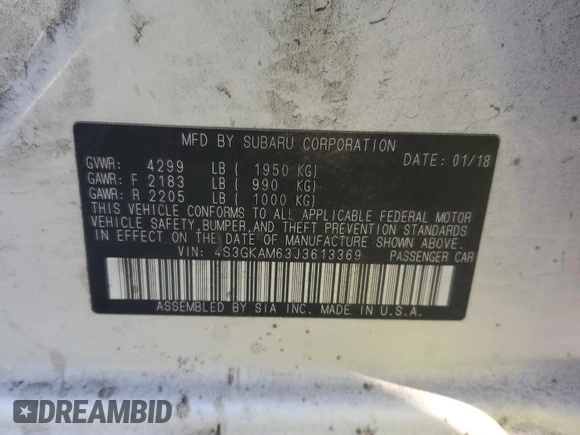 MFD BY SUBARU CORPORATION
GVWR: 4299 LB ( 1950 KG) DATE: 01/18
GAWR: F 2183 LB ( 990 KG)
GAWR: R 2205 LB ( 1000 KG)
THIS VEHICLE CONFORMS TO ALL APPLICABLE FEDERAL MOTOR
VEHICLE SAFETY,BUMPER,AND THEFT PREVENTION STANDARDS
IN EFFECT ON THE DATE OF MANUFACTURE SHOWN ABOVE.
VIN: 4S3GKAM63J3613369 PASSENGER CAR
ASSEMBLED BY SIA INC. MADE IN U.S.A.
DREAMBID